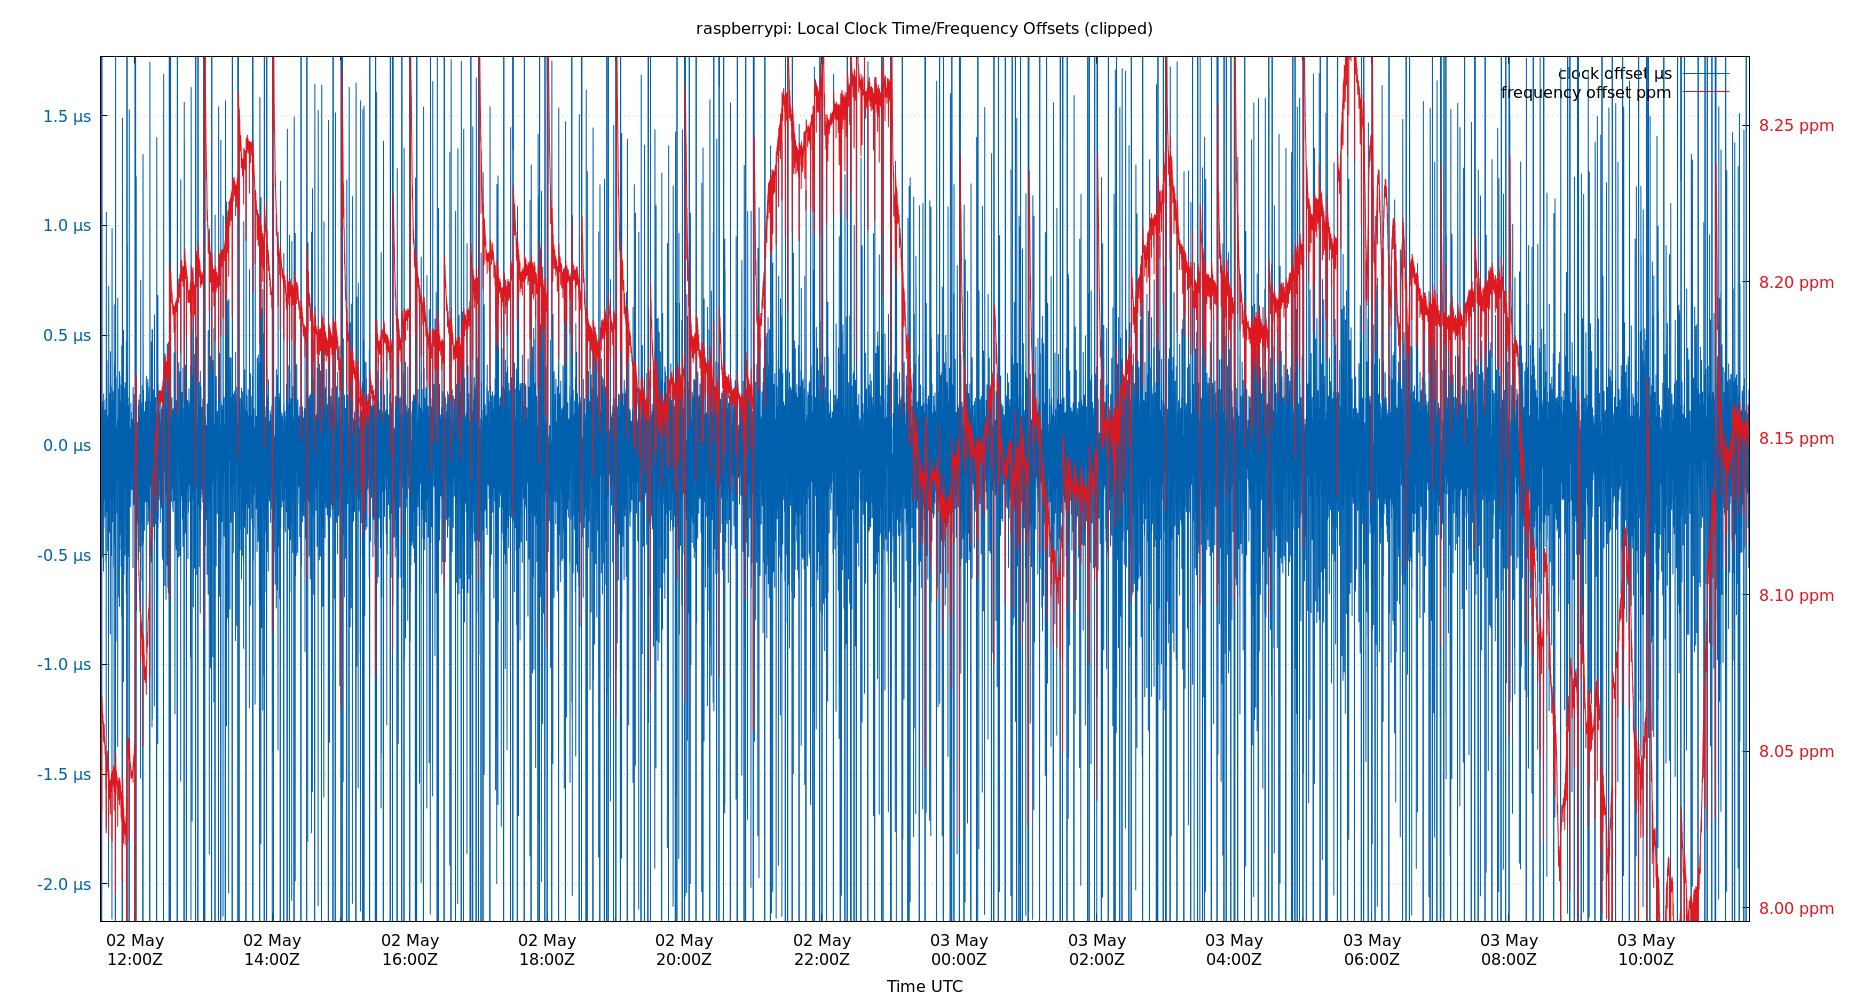 raspberrypi: Local Clock Time/Frequency Offsets (clipped)
clock offset µs
frequency offset ppm
1.5 µs
1.0 µs
0.5 µs
0.0 µs
-0.5 µs
-1.0 µs
-1.5 µs
-2.0 µs
8.25 ppm
8.20 ppm
8.15 ppm
8.10 ppm
8.05 ppm
8.00 ppm
02 May 02 May 02 May 02 May 02 May 02 May 03 May 03 May 03 May 03 May 03 May 03 May
12:00Z 14:00Z 16:00Z 18:00Z 20:00Z 22:00Z 00:00Z 02:00Z 04:00Z 06:00Z 08:00Z 10:00Z
Time UTC